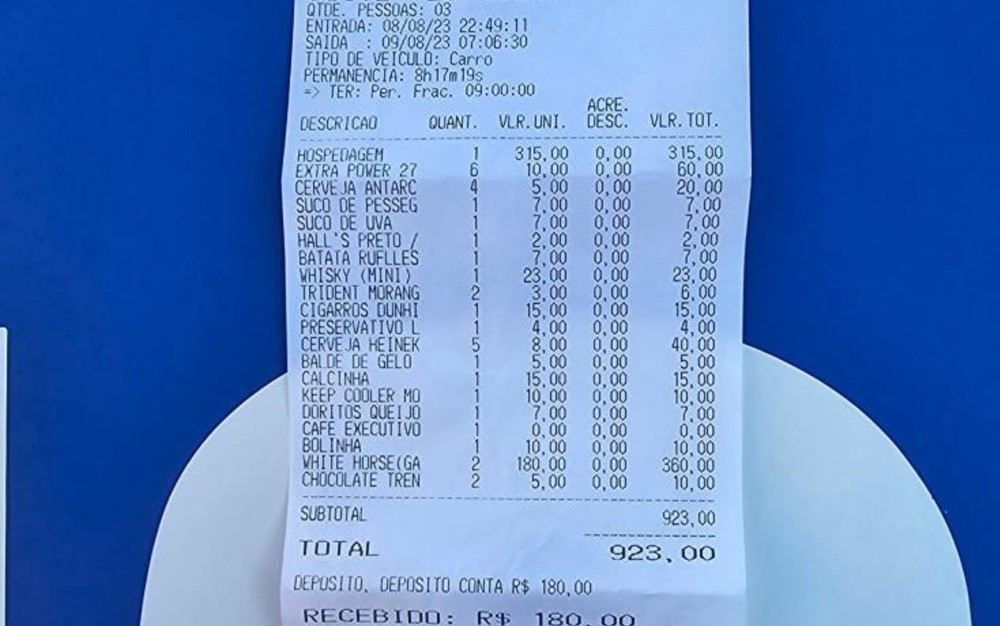 QTDE. PESSOAS: 03
ENTRADA: 08/08/23 22:49:11
SAIDA : 09/08/23 07:06:30
TIPO DE VEICULO: Carro
PERMANENCIA: 8h17m19s
=> TER: Per. Frac. 09:00:00
DESCRICAO QUANT. VLR.UNI. ACRE. DESC. VLR.TOT.
HOSPEDAGEM 1 315,00 0,00 315,00
EXTRA POWER 27 6 10,00 0,00 60,00
CERVEJA ANTARC 4 5,00 0,00 20,00
SUCO DE PESSEG 1 7,00 0,00 7,00
SUCO DE UVA 1 7,00 0,00 7,00
HALL'S PRETO / 1 2,00 0,00 2,00
BATATA RUFLLES 1 7,00 0,00 7,00
WHISKY (MINI) 1 23,00 0,00 23,00
TRIDENT MORANG 2 3,00 0,00 6,00
CIGARROS DUNHI 1 15,00 0,00 15,00
PRESERVATIVO L 1 4,00 0,00 4,00
CERVEJA HEINEK 5 8,00 0,00 40,00
BALDE DE GELO 1 5,00 0,00 5,00
CALCINHA 1 15,00 0,00 15,00
KEEP COOLER MO 1 10,00 0,00 10,00
DORITOS QUEIJO 1 7,00 0,00 7,00
CAFE EXECUTIVO 1 0,00 0,00 0,00
BOLINHA 1 10,00 0,00 10,00
WHITE HORSE(GA 2 180,00 0,00 360,00
CHOCOLATE TREN 2 5,00 0,00 10,00
SUBTOTAL 923,00
TOTAL 923,00
DEPOSITO, DEPOSITO CONTA R$ 180,00
RECEBIDO: R$ 180,00